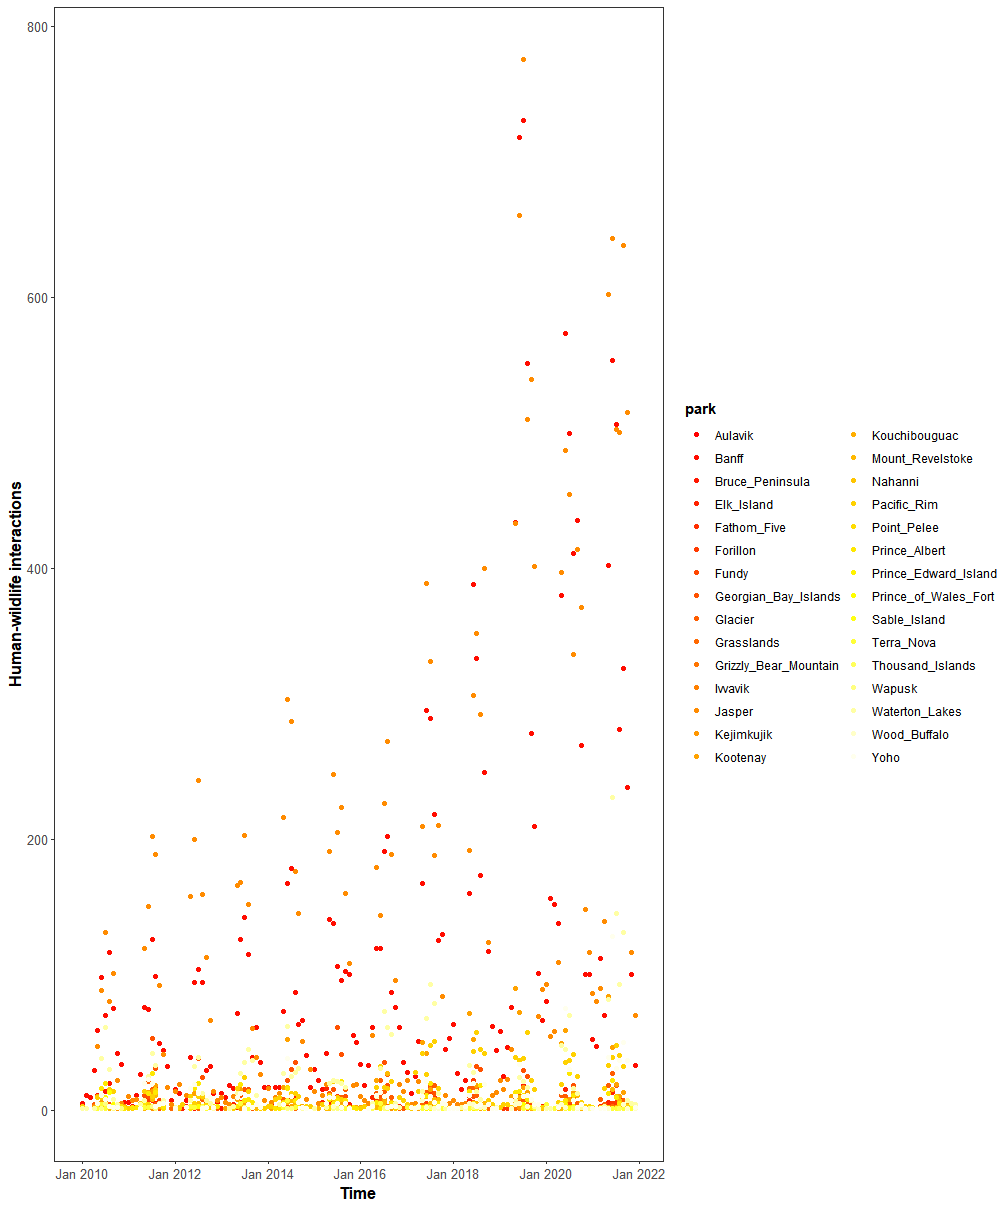 800
600
400
200
0
Human-wildlife interactions
Jan 2010 Jan 2012 Jan 2014 Jan 2016 Jan 2018 Jan 2020 Jan 2022
Time
park
Aulavik
Banff
Bruce_Peninsula
Elk_Island
Fathom_Five
Forillon
Fundy
Georgian_Bay_Islands
Glacier
Grasslands
Grizzly_Bear_Mountain
Ivvavik
Jasper
Kejimkujik
Kootenay
Kouchibouguac
Mount_Revelstoke
Nahanni
Pacific_Rim
Point_Pelee
Prince_Albert
Prince_Edward_Island
Prince_of_Wales_Fort
Sable_Island
Terra_Nova
Thousand_Islands
Wapusk
Waterton_Lakes
Wood_Buffalo
Yoho